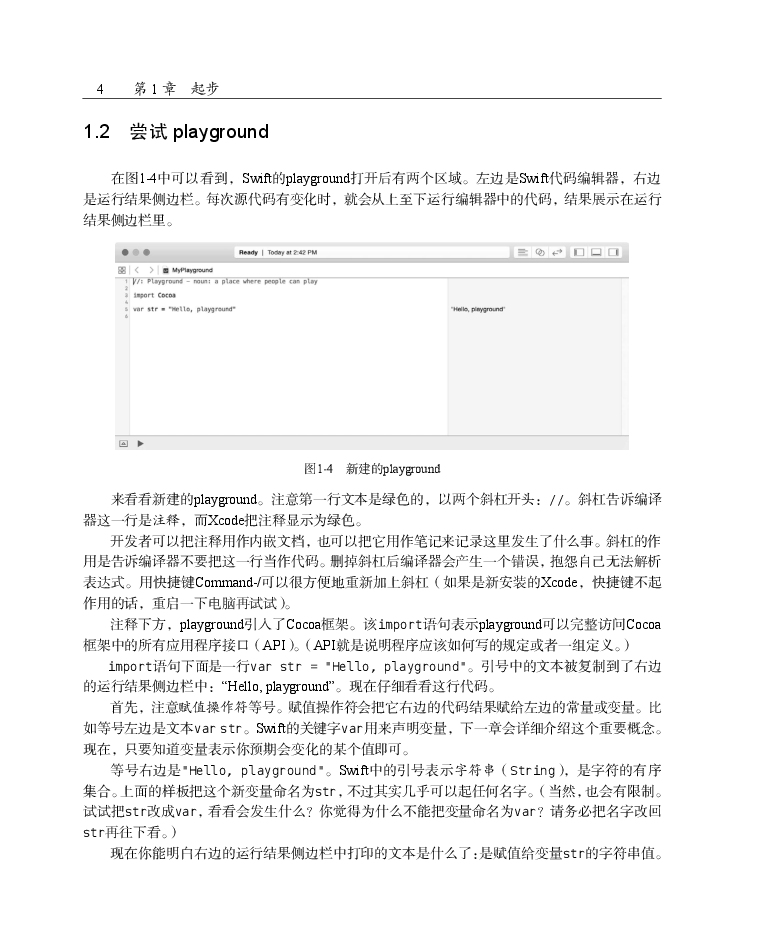 4 第 1 章 起步
1.2 尝试 playground
在图1-4中可以看到，Swift的playground打开后有两个区域。左边是Swift代码编辑器，右边
是运行结果侧边栏。每次源代码有变化时，就会从上至下运行编辑器中的代码，结果展示在运行
结果侧边栏里。
Ready | Today at 2:42 PM
MyPlayground
1 //: Playground - noun: a place where people can play
2
3 import Cocoa
4
5 var str = "Hello, playground"
"Hello, playground"
6
图1-4 新建的playground
来看看新建的playground。注意第一行文本是绿色的，以两个斜杠开头：//。斜杠告诉编译
器这一行是注释，而Xcode把注释显示为绿色。
开发者可以把注释用作内嵌文档，也可以把它用作笔记来记录这里发生了什么事。斜杠的作
用是告诉编译器不要把这一行当作代码。删掉斜杠后编译器会产生一个错误，抱怨自己无法解析
表达式。用快捷键Command-/可以很方便地重新加上斜杠（如果是新安装的Xcode，快捷键不起
作用的话，重启一下电脑再试试）。
注释下方，playground引入了Cocoa框架。该import语句表示playground可以完整访问Cocoa
框架中的所有应用程序接口（API）。（API就是说明程序应该如何写的规定或者一组定义。）
import语句下面是一行var str = "Hello, playground"。引号中的文本被复制到了右边
的运行结果侧边栏中：“Hello, playground”。现在仔细看看这行代码。
首先，注意赋值操作符等号。赋值操作符会把它右边的代码结果赋给左边的常量或变量。比
如等号左边是文本var str。Swift的关键字var用来声明变量，下一章会详细介绍这个重要概念。
现在，只要知道变量表示你预期会变化的某个值即可。
等号右边是"Hello, playground"。Swift中的引号表示字符串（String），是字符的有序
集合。上面的样板把这个新变量命名为str，不过其实几乎可以起任何名字。（当然，也会有限制。
试试把str改成var，看看会发生什么？你觉得为什么不能把变量命名为var？请务必把名字改回
str再往下看。）
现在你能明白右边的运行结果侧边栏中打印的文本是什么了：是赋值给变量str的字符串值。